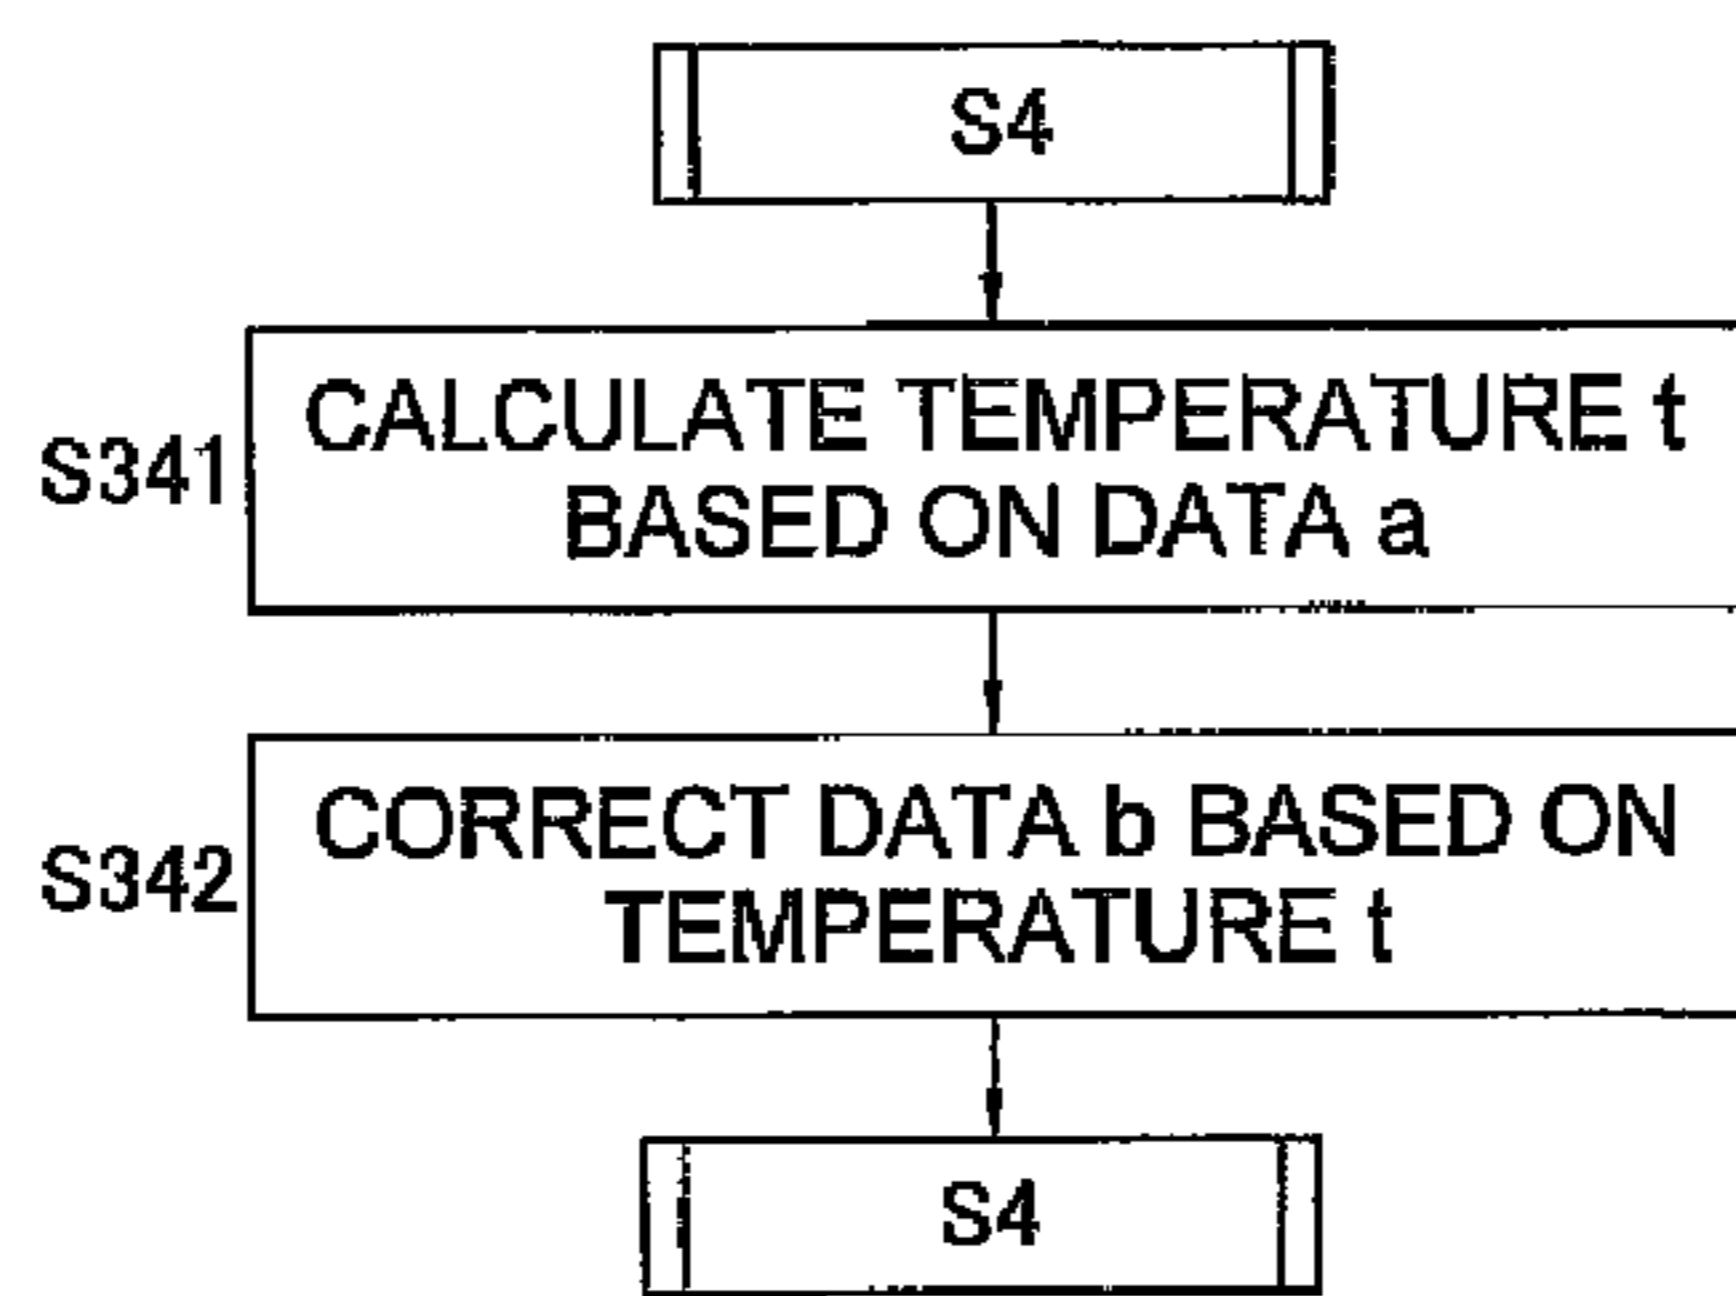 S4
S341
CALCULATE TEMPERATURE t
BASED ON DATA a
S342
CORRECT DATA b BASED ON
TEMPERATURE t
S4